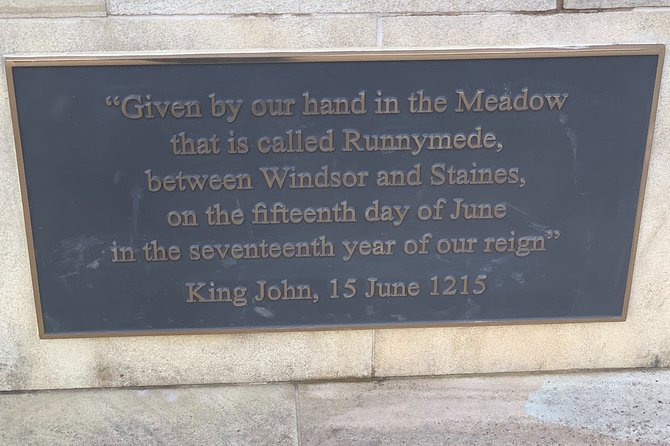 “Given by our hand in the Meadow
that is called Runnymede,
between Windsor and Staines,
on the fifteenth day of June
in the seventeenth year of our reign”
King John, 15 June 1215